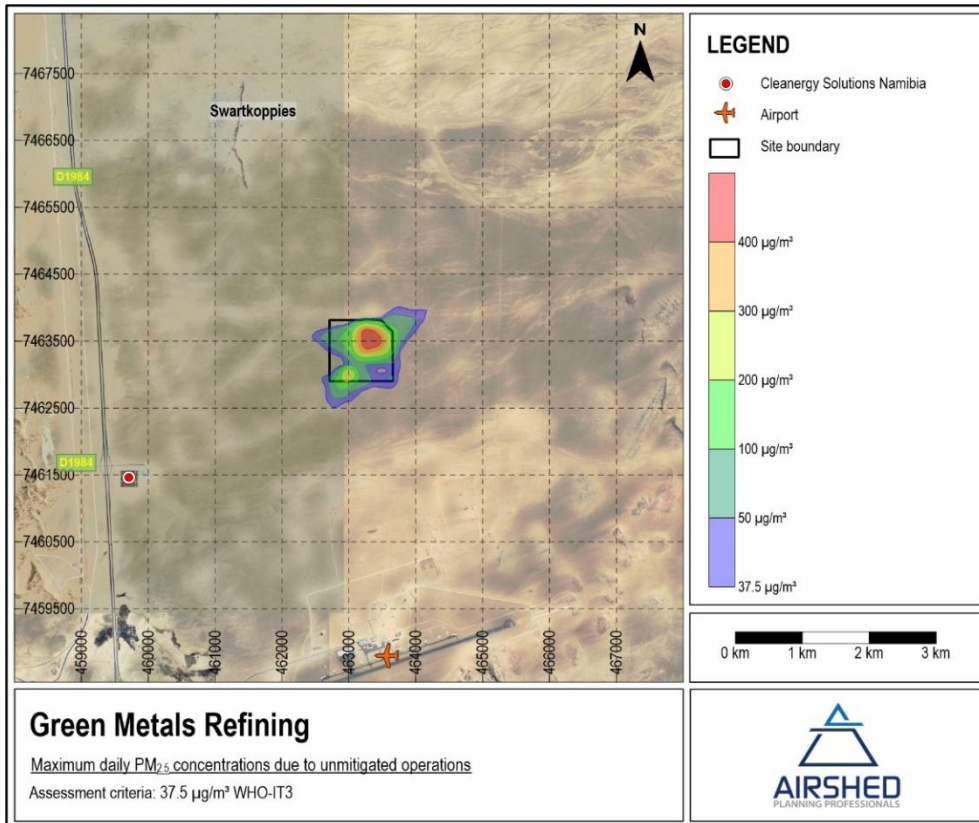 7467500
7466500
7465500
7464500
7463500
7462500
7461500
7460500
7459500
Swartkoppies
D1984
D1984
N
459000
460000
461000
462000
463000
464000
465000
466000
467000
LEGEND
Cleanergy Solutions Namibia
Airport
Site boundary
400 µg/m³
300 µg/m³
200 µg/m³
100 µg/m³
50 µg/m³
37.5 µg/m³
0 km 1 km 2 km 3 km
Green Metals Refining
Maximum daily PM₂.₅ concentrations due to unmitigated operations
Assessment criteria: 37.5 µg/m³ WHO-IT3
AIRSHED
PLANNING PROFESSIONALS